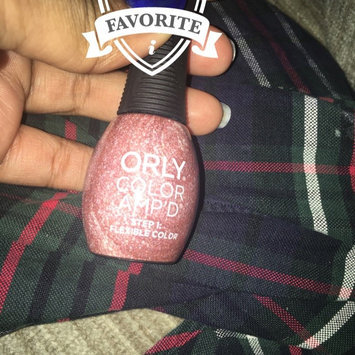 FAVORITE
i
ORLY
COLOR
AMP'D
STEP 1:
FLEXIBLE COLOR